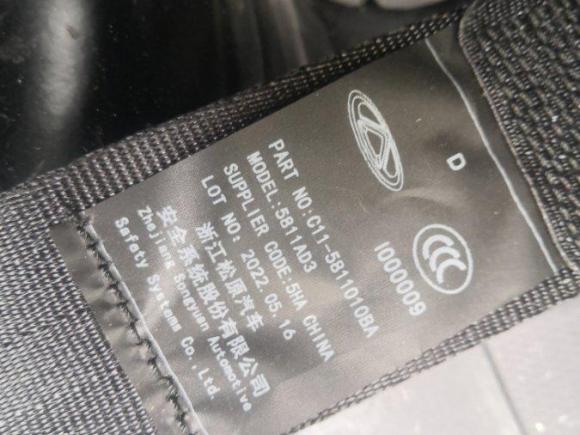 D
I000009
PART NO:C11-5811010BA
MODEL:5811AD3
SUPPLIER CODE:5HA CHINA
LOT NO: 2022.05.16
浙江松原汽车
安全系统股份有限公司
Zhejiang Songyuan Automotive
Safety Systems Co.,Ltd.